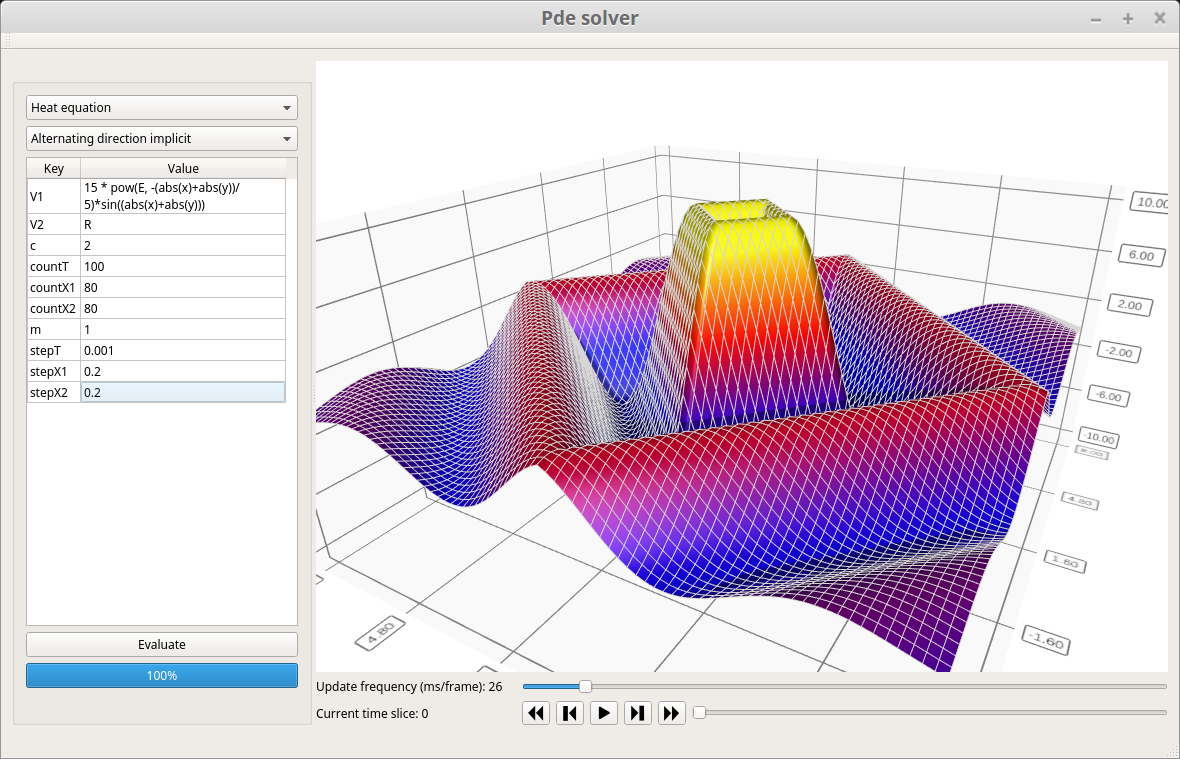 Pde solver
Heat equation
Alternating direction implicit
Key Value
V1 15 * pow(E, -(abs(x)+abs(y))/
5)*sin((abs(x)+abs(y)))
V2 R
c 2
countT 100
countX1 80
countX2 80
m 1
stepT 0.001
stepX1 0.2
stepX2 0.2
Evaluate
100%
10.00
6.00
2.00
-2.00
-6.00
-10.00
4.80
1.60
-1.60
4.80
Update frequency (ms/frame): 26
Current time slice: 0